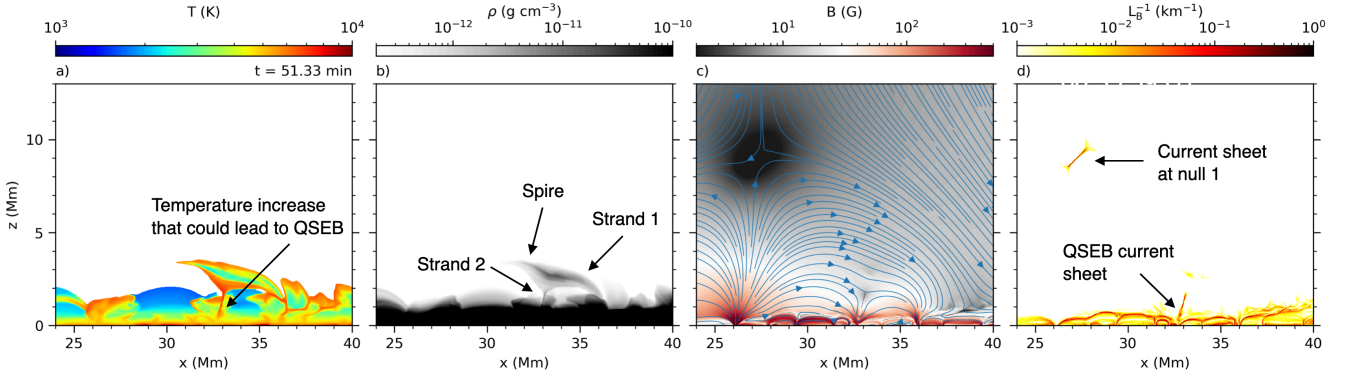 T (K)
10³ 10⁴
a) t = 51.33 min
Temperature increase
that could lead to QSEB
z (Mm)
10
5
0
25 30 35 40
x (Mm)
ρ (g cm⁻³)
10⁻¹² 10⁻¹¹ 10⁻¹⁰
b)
Spire
Strand 1
Strand 2
25 30 35 40
x (Mm)
B (G)
10¹ 10²
c)
25 30 35 40
x (Mm)
L_B⁻¹ (km⁻¹)
10⁻³ 10⁻² 10⁻¹ 10⁰
d)
Current sheet
at null 1
QSEB current
sheet
25 30 35 40
x (Mm)